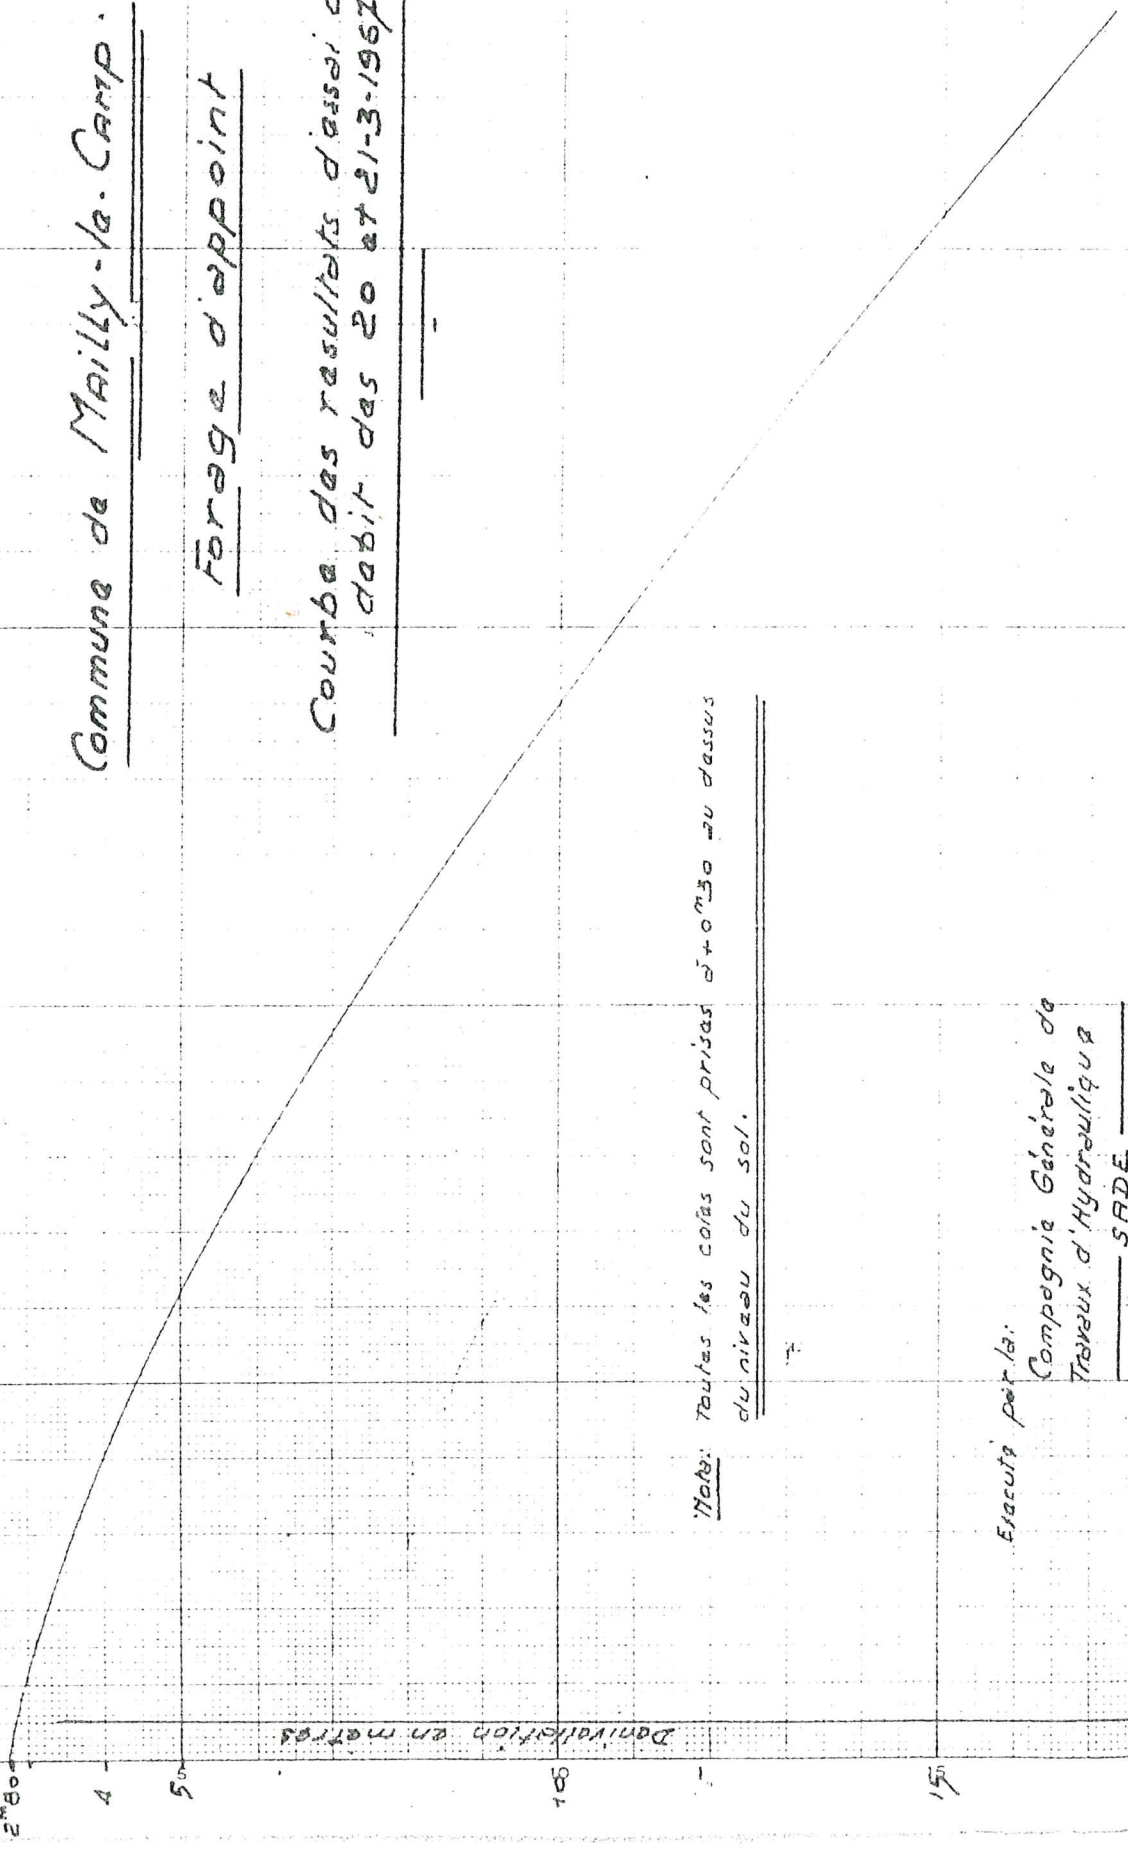 Commune de MAilly-le-CAmp.
Forage d'appoint
Courbe des resultats d'essai
debit des 20 et 21-3-1967
2m80
4
5
10
15
Denivellation en metres
Nota: Toutes les cotes sont prises à +0m30 au dessus
du niveau du sol.
Executé par la:
Compagnie Générale de
Travaux d'Hydraulique
SADE